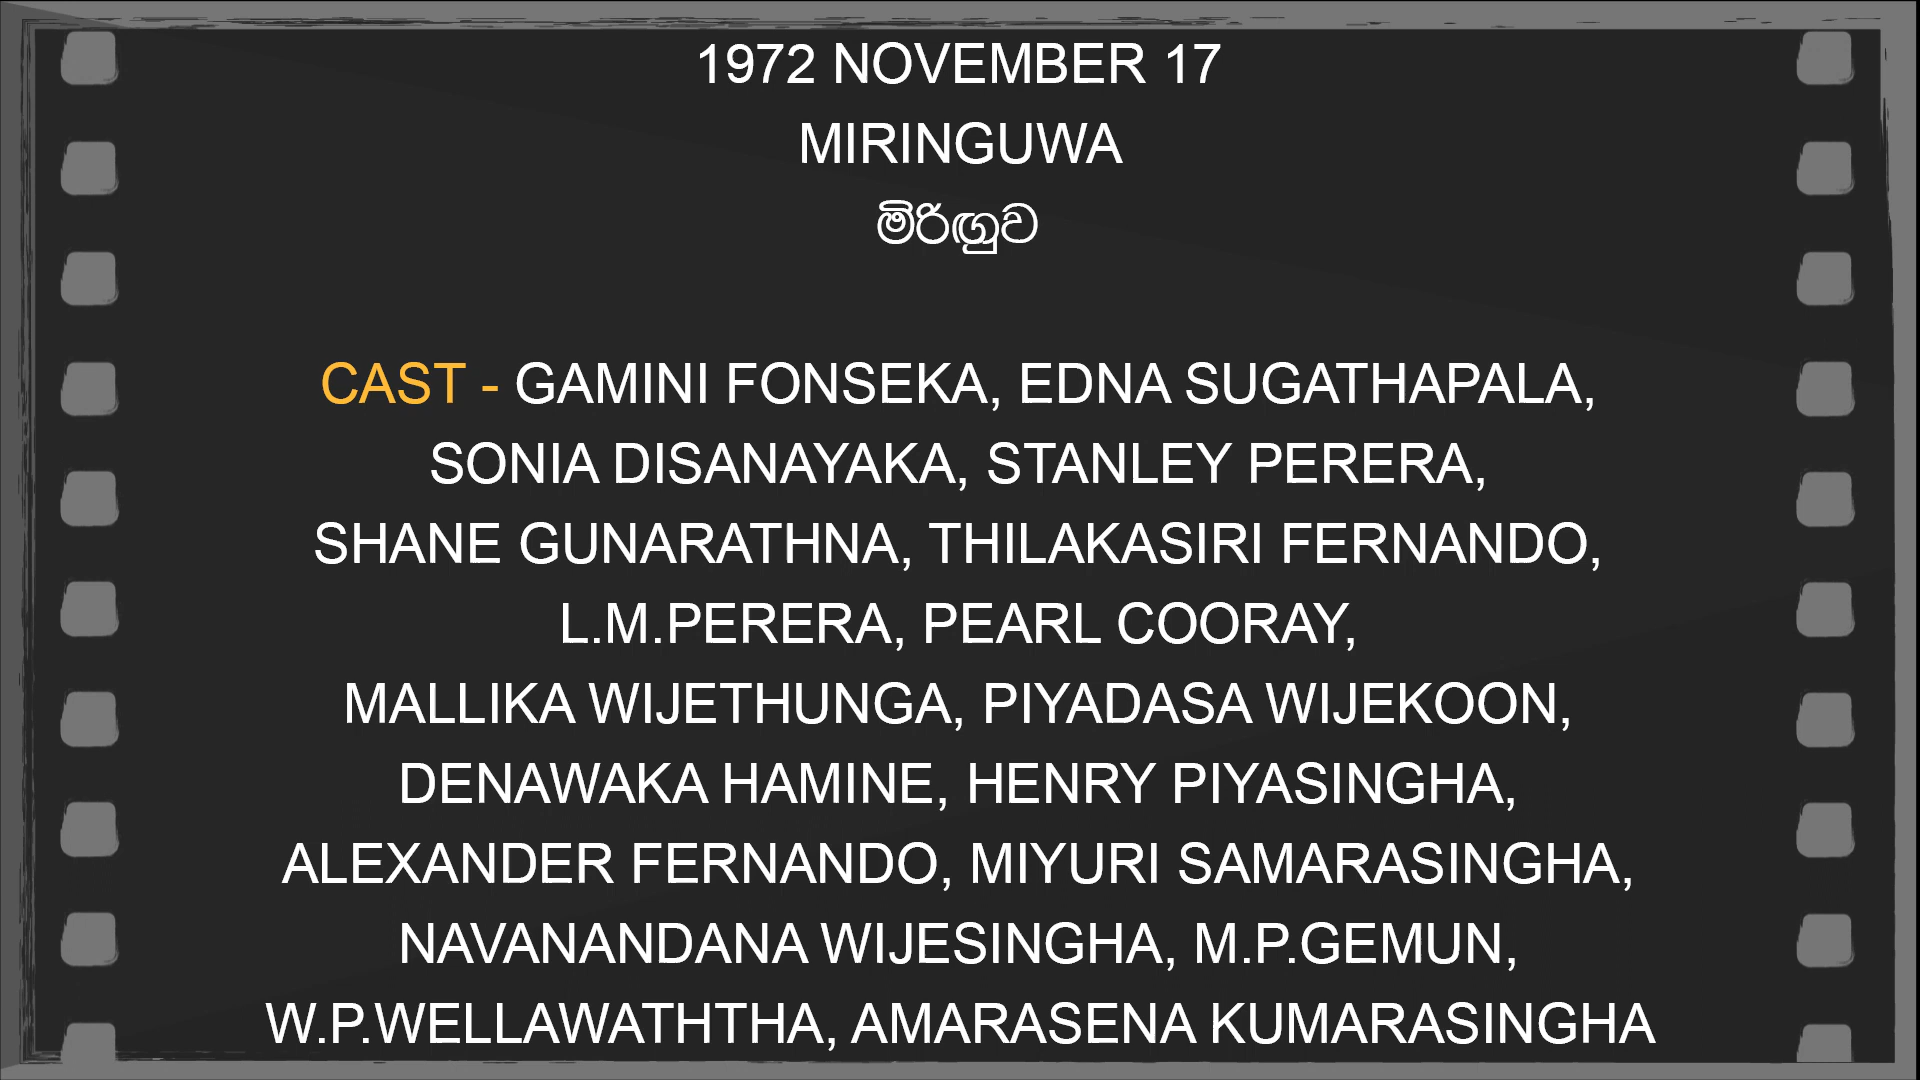 1972 NOVEMBER 17
MIRINGUWA
මිරිඟුව
CAST - GAMINI FONSEKA, EDNA SUGATHAPALA,
SONIA DISANAYAKA, STANLEY PERERA,
SHANE GUNARATHNA, THILAKASIRI FERNANDO,
L.M.PERERA, PEARL COORAY,
MALLIKA WIJETHUNGA, PIYADASA WIJEKOON,
DENAWAKA HAMINE, HENRY PIYASINGHA,
ALEXANDER FERNANDO, MIYURI SAMARASINGHA,
NAVANANDANA WIJESINGHA, M.P.GEMUN,
W.P.WELLAWATHTHA, AMARASENA KUMARASINGHA